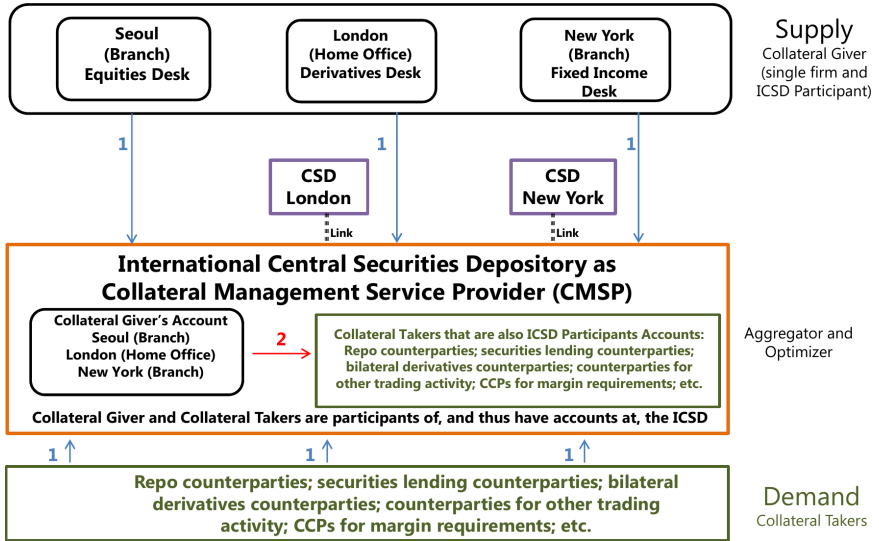 Seoul
(Branch)
Equities Desk
London
(Home Office)
Derivatives Desk
New York
(Branch)
Fixed Income
Desk
Supply
Collateral Giver
(single firm and
ICSD Participant)
1
1
1
CSD
London
CSD
New York
Link
Link
International Central Securities Depository as
Collateral Management Service Provider (CMSP)
Collateral Giver's Account
Seoul (Branch)
London (Home Office)
New York (Branch)
2
Collateral Takers that are also ICSD Participants Accounts:
Repo counterparties; securities lending counterparties;
bilateral derivatives counterparties; counterparties for
other trading activity; CCPs for margin requirements; etc.
Aggregator and
Optimizer
Collateral Giver and Collateral Takers are participants of, and thus have accounts at, the ICSD
1
1
1
Repo counterparties; securities lending counterparties; bilateral
derivatives counterparties; counterparties for other trading
activity; CCPs for margin requirements; etc.
Demand
Collateral Takers